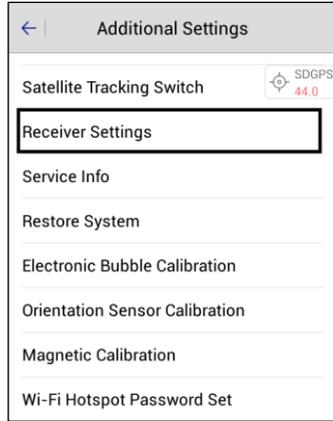 Additional Settings
Satellite Tracking Switch
SDGPS
44.0
Receiver Settings
Service Info
Restore System
Electronic Bubble Calibration
Orientation Sensor Calibration
Magnetic Calibration
Wi-Fi Hotspot Password Set